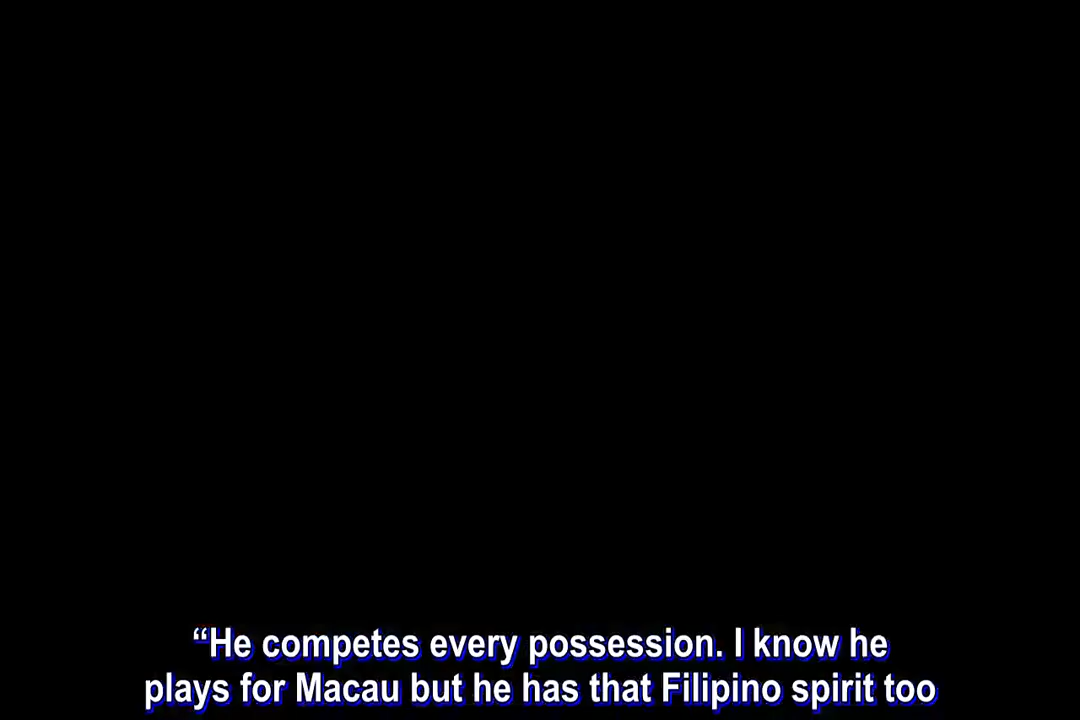 “He competes every possession. I know he
plays for Macau but he has that Filipino spirit too